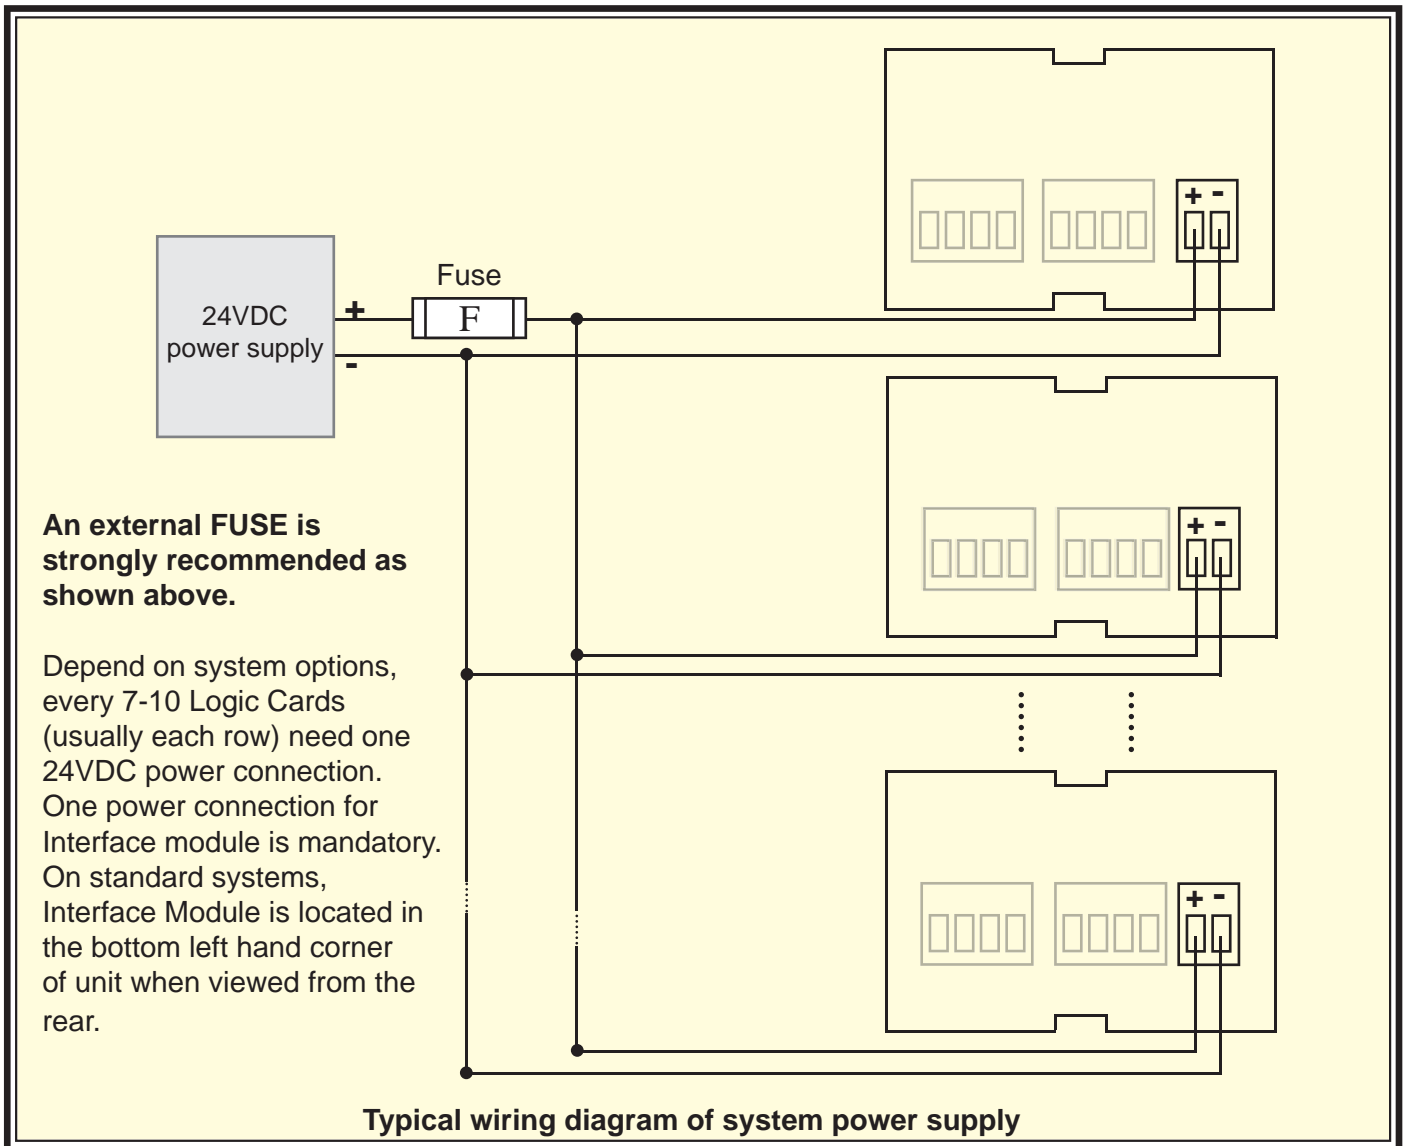 + -
Fuse
24VDC
power supply
+
F
-
+ -
An external FUSE is
strongly recommended as
shown above.
Depend on system options,
every 7-10 Logic Cards
(usually each row) need one
24VDC power connection.
One power connection for
Interface module is mandatory.
On standard systems,
Interface Module is located in
the bottom left hand corner
of unit when viewed from the
rear.
+ -
Typical wiring diagram of system power supply